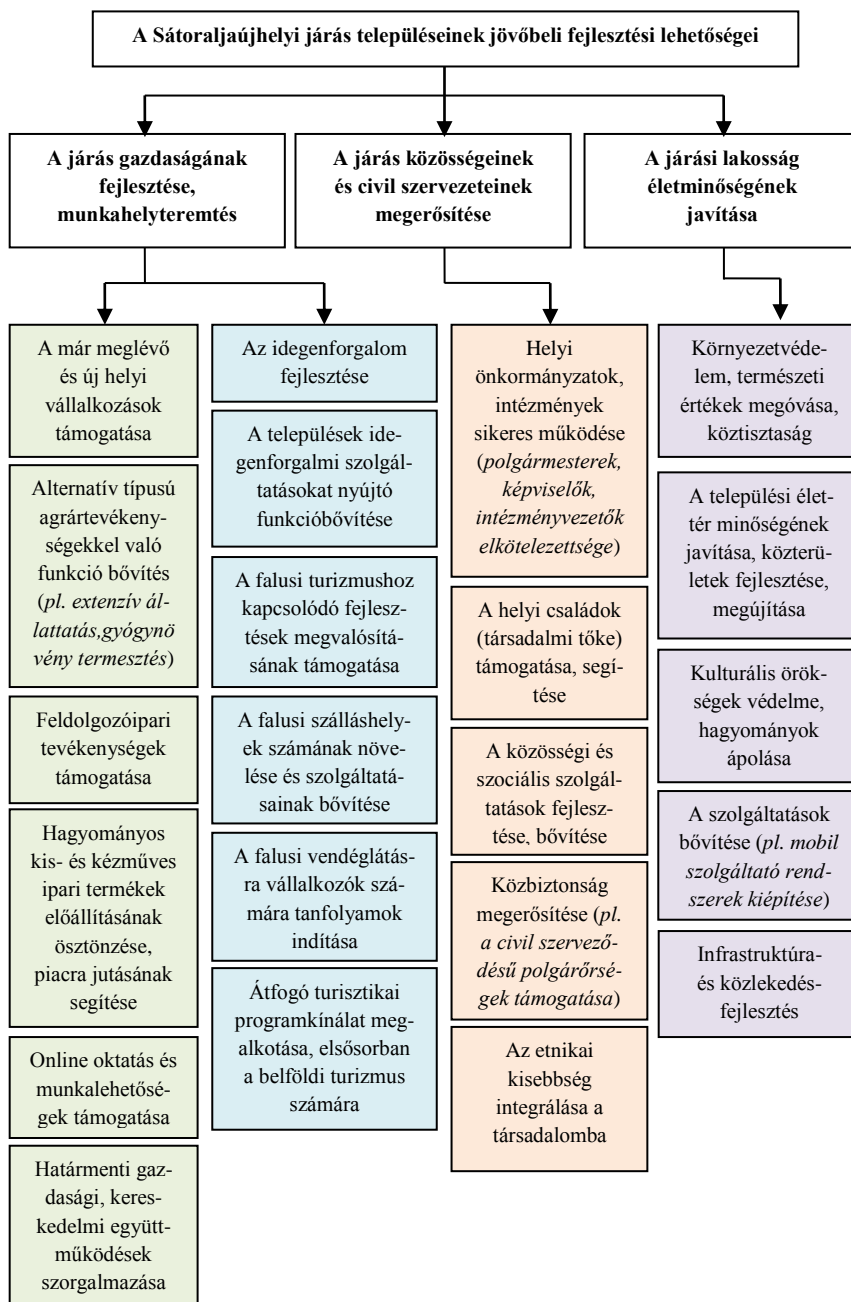 A Sátoraljaújhelyi járás településeinek jövőbeli fejlesztési lehetőségei
A járás gazdaságának
fejlesztése,
munkahelyteremtés
A járás közösségeinek
és civil szervezeteinek
megerősítése
A járási lakosság
életminőségének
javítása
A már meglévő
és új helyi
vállalkozások
támogatása
Alternatív típusú
agrártevékeny-
ségekkel való
funkció bővítés
(pl. extenzív ál-
lattatás,gyógynö
vény termesztés)
Feldolgozóipari
tevékenységek
támogatása
Hagyományos
kis- és kézműves
ipari termékek
előállításának
ösztönzése,
piacra jutásának
segítése
Online oktatás és
munkalehetősé-
gek támogatása
Határmenti gaz-
dasági, keres-
kedelmi együtt-
működések
szorgalmazása
Az idegenforgalom
fejlesztése
A települések ide-
genforgalmi szolgál-
tatásokat nyújtó
funkcióbővítése
A falusi turizmushoz
kapcsolódó fejlesz-
tések megvalósítá-
sának támogatása
A falusi szálláshely-
ek számának növe-
lése és szolgáltatá-
sainak bővítése
A falusi vendéglátás-
ra vállalkozók szá-
mára tanfolyamok
indítása
Átfogó turisztikai
programkínálat meg-
alkotása, elsősorban
a belföldi turizmus
számára
Helyi
önkormányzatok,
intézmények
sikeres működése
(polgármesterek,
képviselők,
intézményvezetők
elkötelezettsége)
A helyi családok
(társadalmi tőke)
támogatása, segí-
tése
A közösségi és
szociális szolgál-
tatások fejlesz-
tése, bővítése
Közbiztonság
megerősítése (pl.
a civil szervező-
désű polgárőrsé-
gek támogatása)
Az etnikai
kisebbség
integrálása a
társadalomba
Környezetvéde-
lem, természeti
értékek megóvása,
köztisztaság
A települési élet-
tér minőségének
javítása, közterü-
letek fejlesztése,
megújítása
Kulturális örök-
ségek védelme,
hagyományok
ápolása
A szolgáltatások
bővítése (pl. mobil
szolgáltató rend-
szerek kiépítése)
Infrastruktúra-
és közlekedés-
fejlesztés